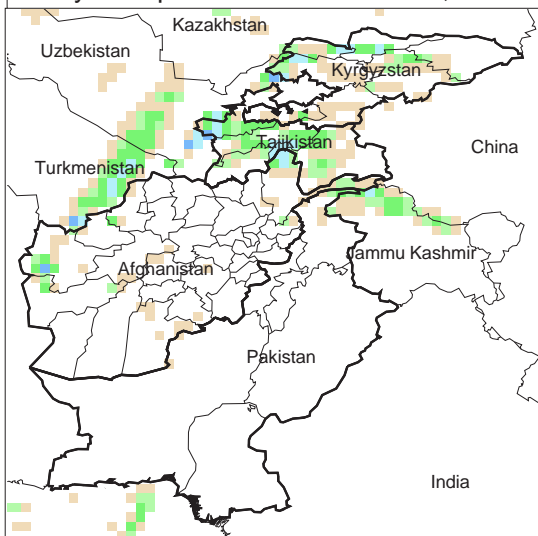 Kazakhstan
Uzbekistan
Kyrgyzstan
Tajikistan
China
Turkmenistan
Jammu Kashmir
Afghanistan
Pakistan
India